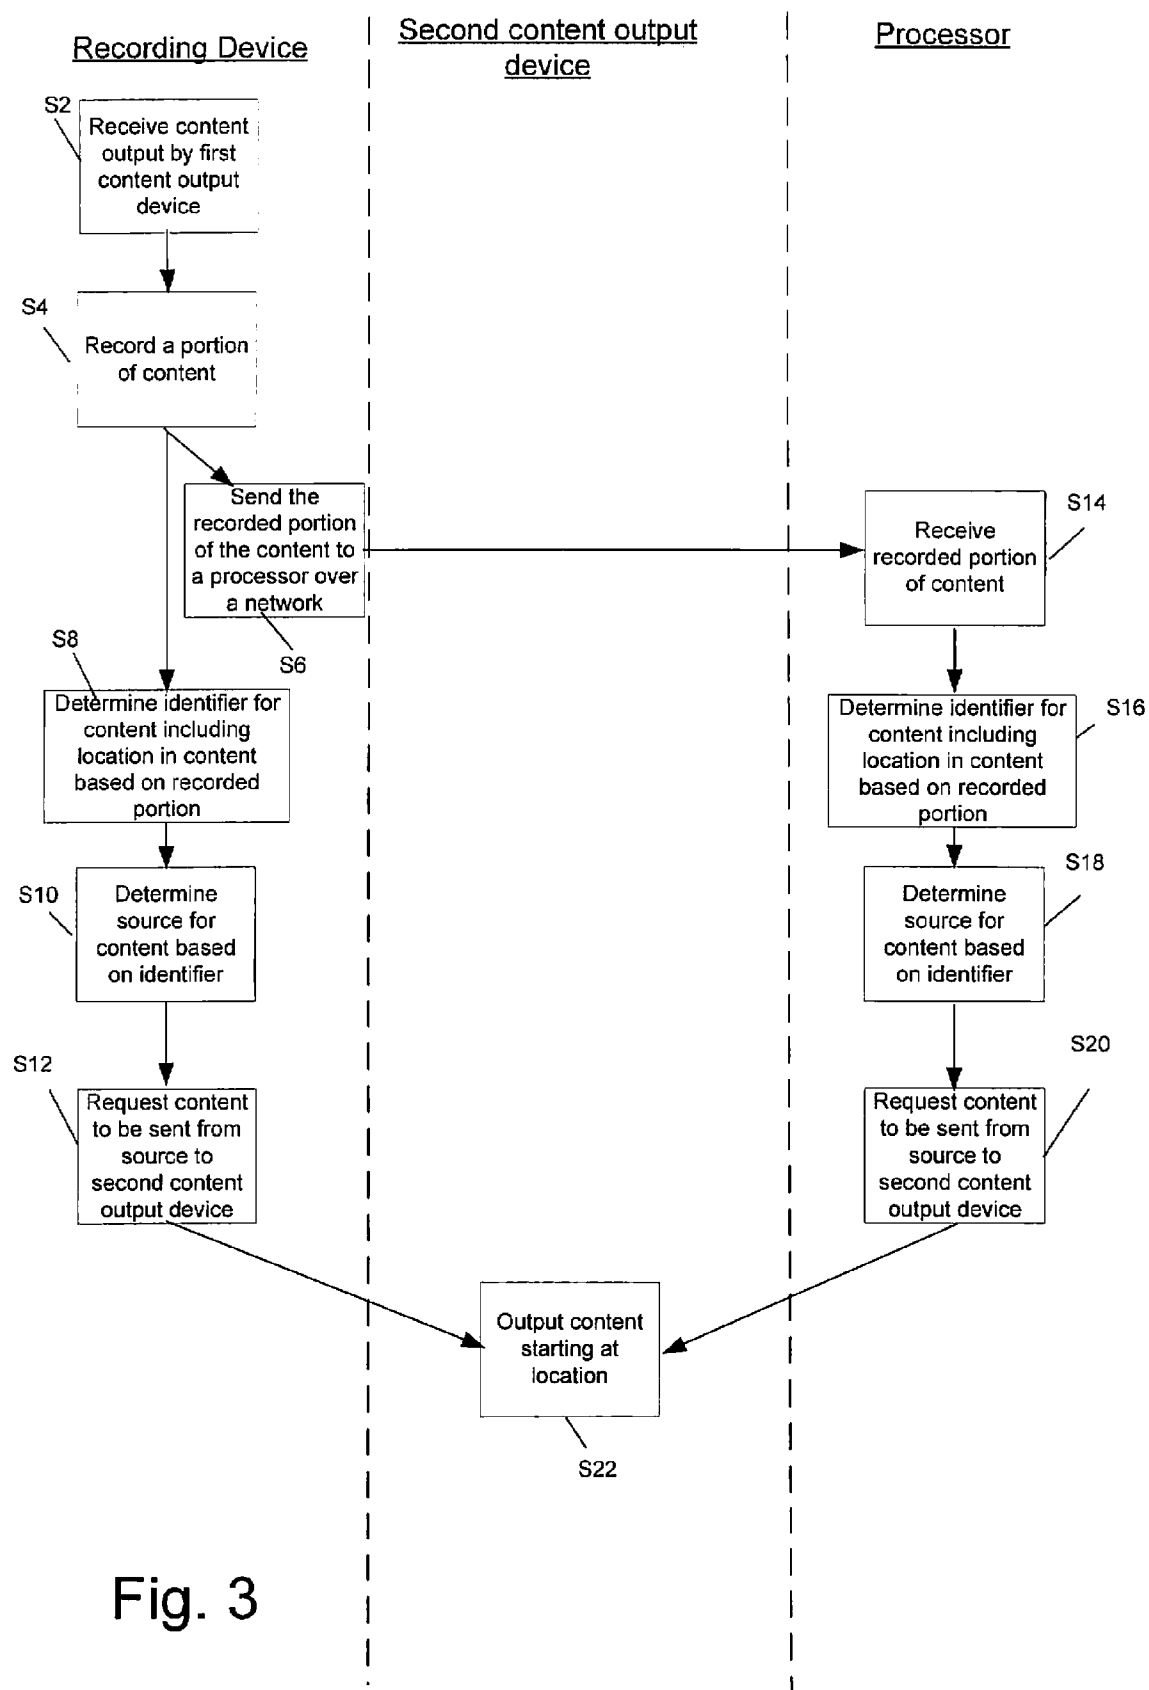 Recording Device
Second content output
device
Processor
S2
Receive content
output by first
content output
device
S4
Record a portion
of content
Send the
recorded portion
of the content to
a processor over
a network
S6
S14
Receive
recorded portion
of content
S8
Determine identifier for
content including
location in content
based on recorded
portion
S16
Determine identifier for
content including
location in content
based on recorded
portion
S10
Determine
source for
content based
on identifier
S18
Determine
source for
content based
on identifier
S12
Request content
to be sent from
source to
second content
output device
S20
Request content
to be sent from
source to
second content
output device
Output content
starting at
location
S22
Fig. 3